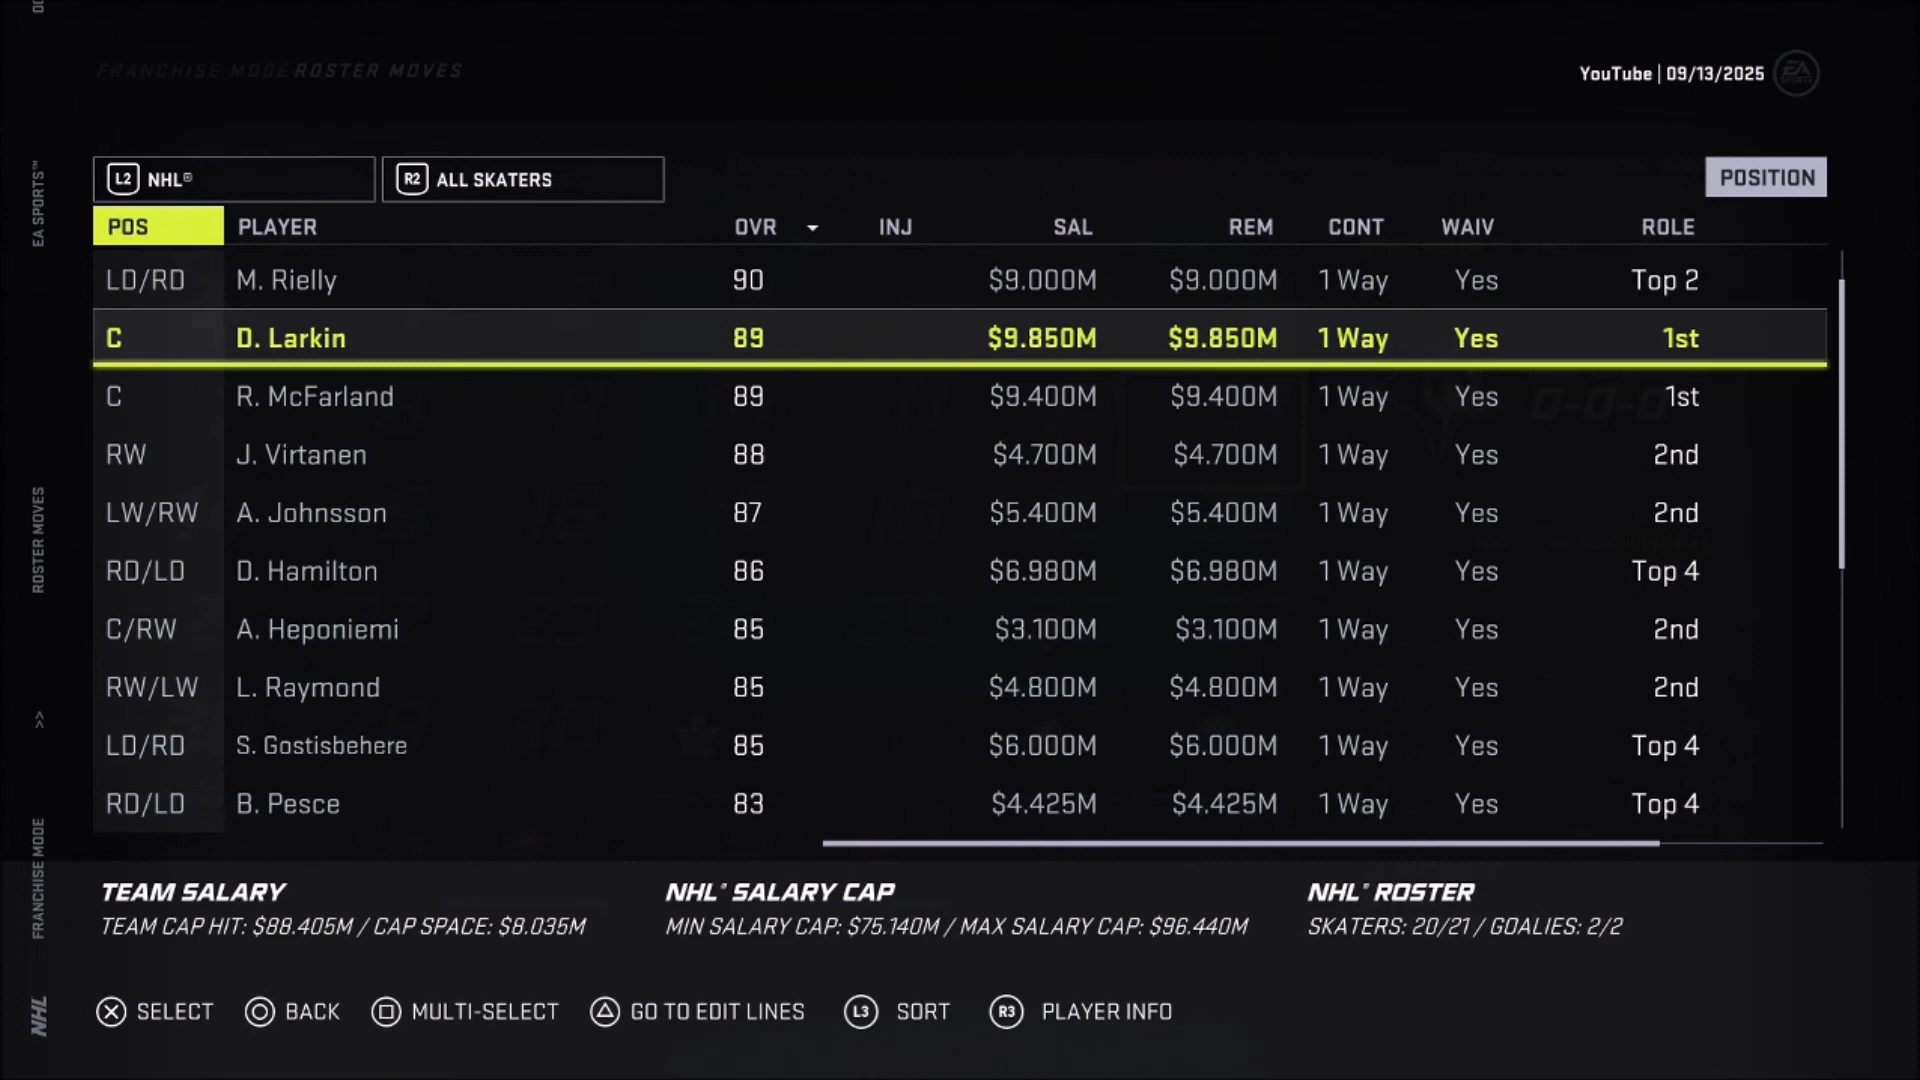 FRANCHISE MODE ROSTER MOVES
YouTube | 09/13/2025
EA SPORTS
L2 NHL®
R2 ALL SKATERS
POSITION
POS PLAYER OVR INJ SAL REM CONT WAIV ROLE
LD/RD M. Rielly 90 $9.000M $9.000M 1 Way Yes Top 2
C D. Larkin 89 $9.850M $9.850M 1 Way Yes 1st
C R. McFarland 89 $9.400M $9.400M 1 Way Yes 1st
RW J. Virtanen 88 $4.700M $4.700M 1 Way Yes 2nd
LW/RW A. Johnsson 87 $5.400M $5.400M 1 Way Yes 2nd
RD/LD D. Hamilton 86 $6.980M $6.980M 1 Way Yes Top 4
C/RW A. Heponiemi 85 $3.100M $3.100M 1 Way Yes 2nd
RW/LW L. Raymond 85 $4.800M $4.800M 1 Way Yes 2nd
LD/RD S. Gostisbehere 85 $6.000M $6.000M 1 Way Yes Top 4
RD/LD B. Pesce 83 $4.425M $4.425M 1 Way Yes Top 4
TEAM SALARY
TEAM CAP HIT: $88.405M / CAP SPACE: $8.035M
NHL® SALARY CAP
MIN SALARY CAP: $75.140M / MAX SALARY CAP: $96.440M
NHL® ROSTER
SKATERS: 20/21 / GOALIES: 2/2
SELECT BACK MULTI-SELECT GO TO EDIT LINES L3 SORT R3 PLAYER INFO
NHL FRANCHISE MODE >> ROSTER MOVES EA SPORTS™